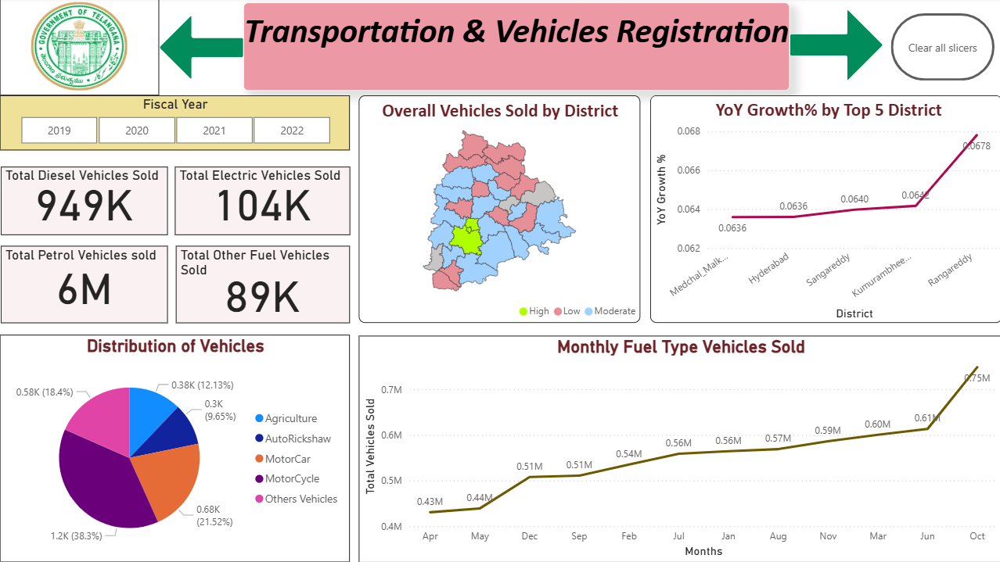 GOVERNMENT OF TELANGANA
Transportation & Vehicles Registration
Clear all slicers
Fiscal Year
2019
2020
2021
2022
Total Diesel Vehicles Sold
949K
Total Electric Vehicles Sold
104K
Total Petrol Vehicles sold
6M
Total Other Fuel Vehicles
Sold
89K
Overall Vehicles Sold by District
High
Low
Moderate
YoY Growth% by Top 5 District
YoY Growth %
0.068
0.066
0.064
0.062
0.0636
0.0636
0.0640
0.0642
0.0678
Medchal_Malk...
Hyderabad
Sangareddy
Kumurambhee...
Rangareddy
District
Distribution of Vehicles
0.38K (12.13%)
0.3K
(9.65%)
0.68K
(21.52%)
1.2K (38.3%)
0.58K (18.4%)
Agriculture
AutoRickshaw
MotorCar
MotorCycle
Others Vehicles
Monthly Fuel Type Vehicles Sold
Total Vehicles Sold
0.7M
0.6M
0.5M
0.4M
0.43M
0.44M
0.51M
0.51M
0.54M
0.56M
0.56M
0.57M
0.59M
0.60M
0.61M
0.75M
Apr
May
Dec
Sep
Feb
Jul
Jan
Aug
Nov
Mar
Jun
Oct
Months